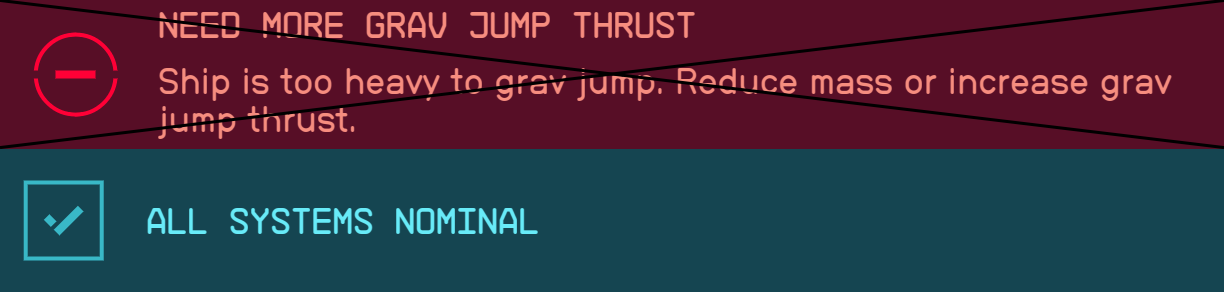 NEED MORE GRAV JUMP THRUST
Ship is too heavy to grav jump. Reduce mass or increase grav
jump thrust.
ALL SYSTEMS NOMINAL